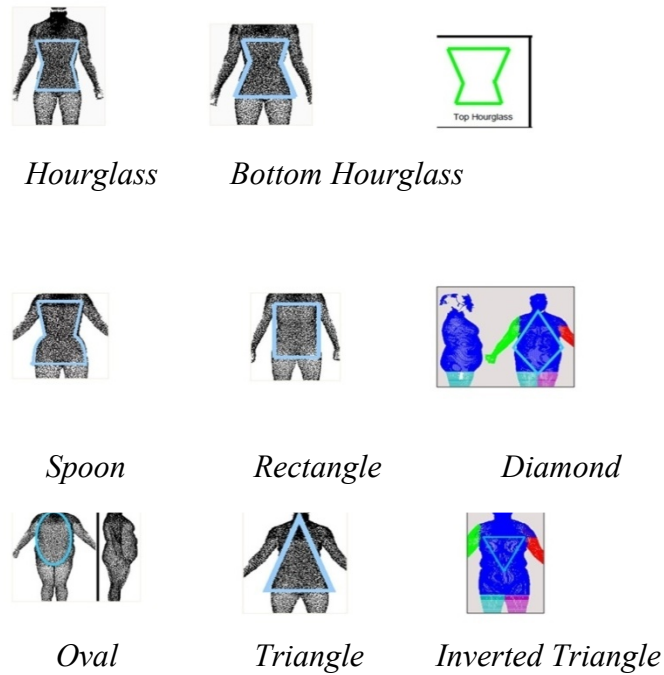 Top Hourglass
Hourglass Bottom Hourglass
Spoon Rectangle Diamond
Oval Triangle Inverted Triangle